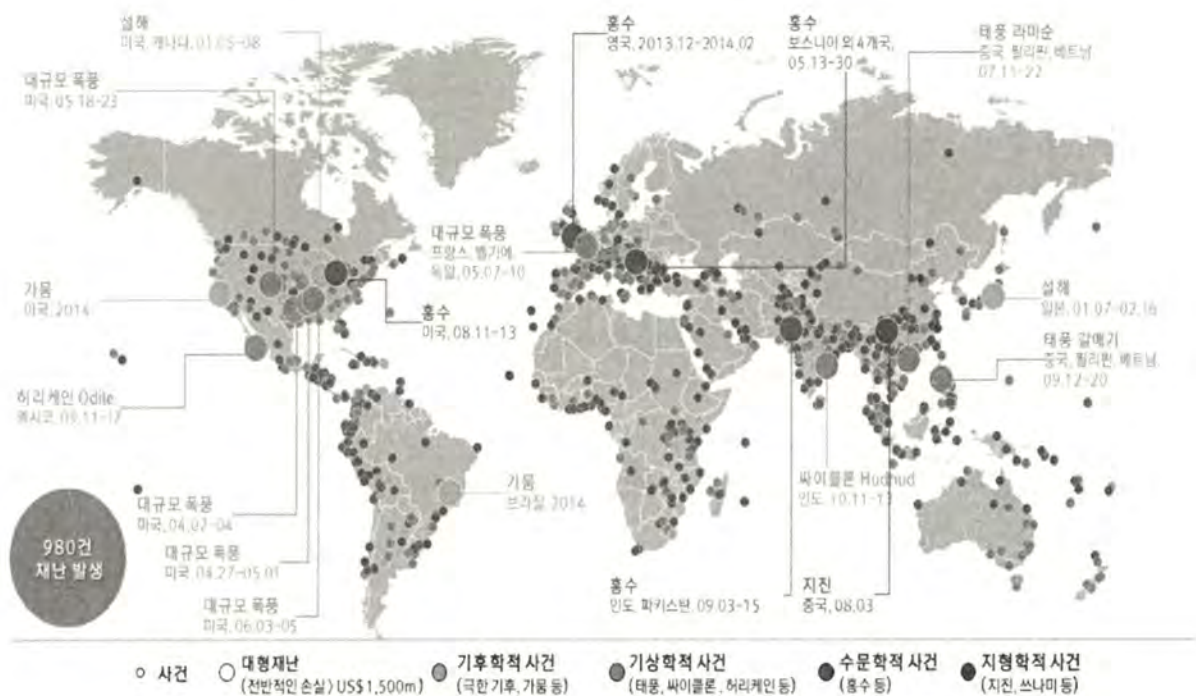 설해
미국, 캐나다, 01.05-08
대규모 폭풍
미국, 05.18-23
홍수
영국, 2013.12-2014.02
홍수
보스니아 외 4개국,
05.13-30
태풍 라마순
중국, 필리핀, 베트남
07.11-22
대규모 폭풍
프랑스, 벨기에,
독일, 05.07-10
가뭄
미국, 2014
홍수
미국, 08.11-13
설해
일본, 01.07-02.16
태풍 갈매기
중국, 필리핀, 베트남,
09.12-20
허리케인 Odile
멕시코, 09.11-17
가뭄
브라질, 2014
싸이클론 Hudhud
인도, 10.11-13
대규모 폭풍
미국, 04.02-04
대규모 폭풍
미국, 04.27-05.01
대규모 폭풍
미국, 06.03-05
980건
재난 발생
홍수
인도, 파키스탄, 09.03-15
지진
중국, 08.03
사건
대형재난
(전반적인 손실> US$ 1,500m)
기후학적 사건
(극한 기후, 가뭄 등)
기상학적 사건
(태풍, 싸이클론, 허리케인 등)
수문학적 사건
(홍수 등)
지형학적 사건
(지진, 쓰나미 등)